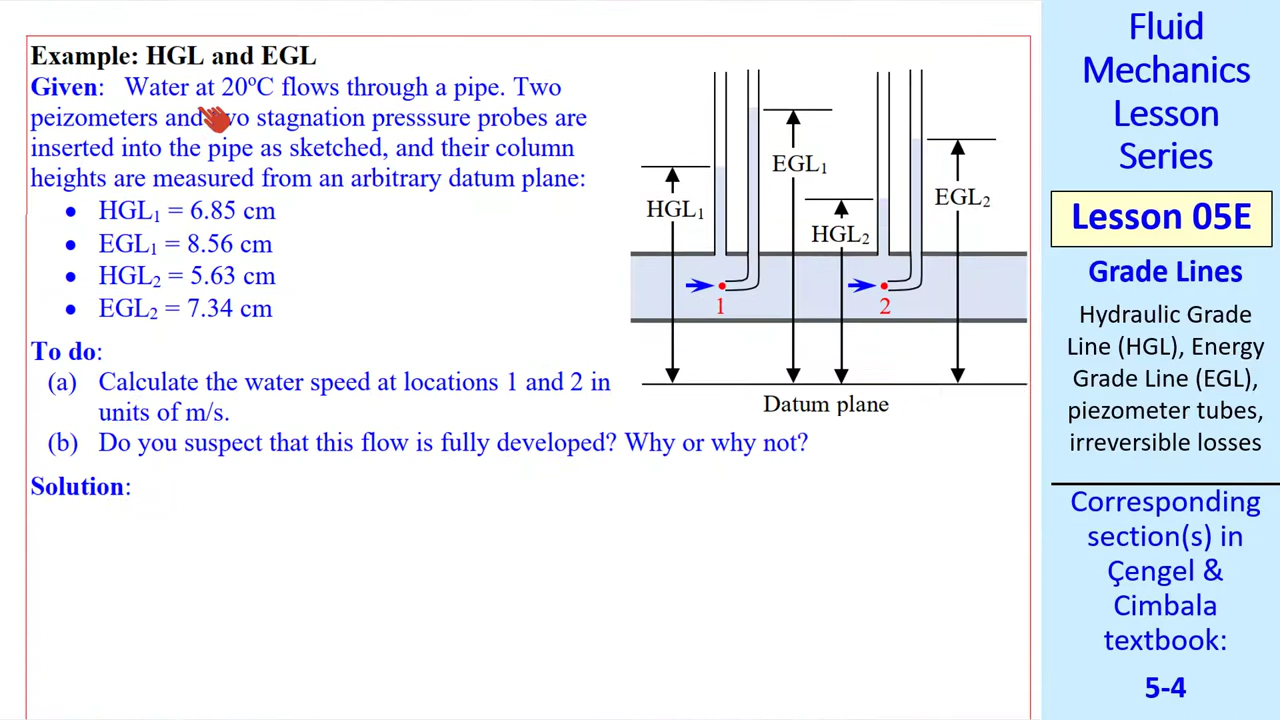 Example: HGL and EGL
Given: Water at 20ºC flows through a pipe. Two
peizometers and two stagnation presssure probes are
inserted into the pipe as sketched, and their column
heights are measured from an arbitrary datum plane:
• HGL₁ = 6.85 cm
• EGL₁ = 8.56 cm
• HGL₂ = 5.63 cm
• EGL₂ = 7.34 cm
To do:
(a) Calculate the water speed at locations 1 and 2 in
units of m/s.
(b) Do you suspect that this flow is fully developed? Why or why not?
Solution:
HGL₁
EGL₁
HGL₂
EGL₂
1
2
Datum plane
Fluid
Mechanics
Lesson
Series
Lesson 05E
Grade Lines
Hydraulic Grade
Line (HGL), Energy
Grade Line (EGL),
piezometer tubes,
irreversible losses
Corresponding
section(s) in
Çengel &
Cimbala
textbook:
5-4